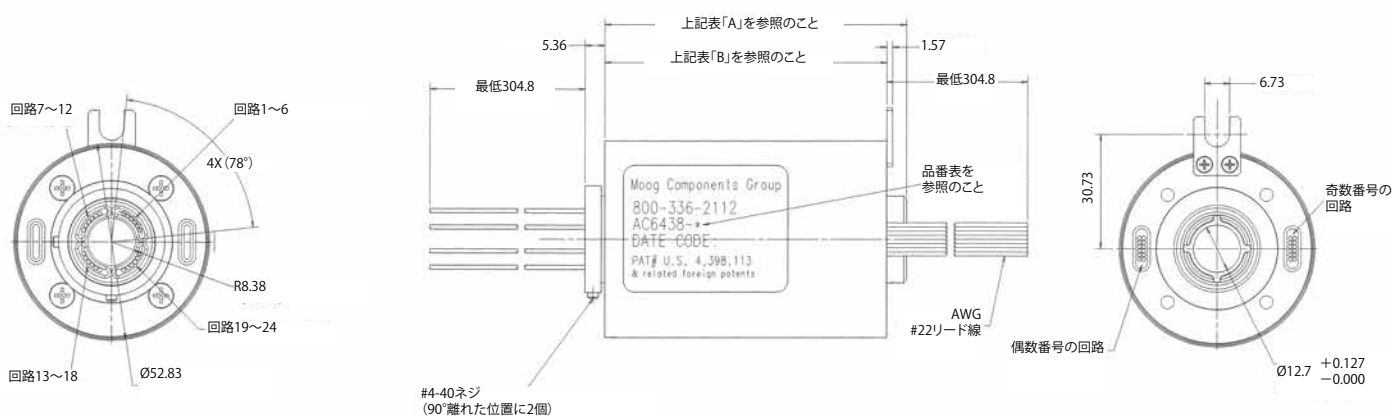 回路7〜12
回路1〜6
4X (78°)
R8.38
回路19〜24
回路13〜18
Ø52.83
上記表「A」を参照のこと
5.36
1.57
上記表「B」を参照のこと
最低304.8
最低304.8
Moog Components Group
800-336-2112
AC6438-*
DATE CODE:
PAT# U.S. 4,398,113
& related foreign patents
品番表を
参照のこと
AWG
#22リード線
#4-40ネジ
(90°離れた位置に2個)
6.73
30.73
奇数番号の
回路
偶数番号の回路
Ø12.7 +0.127
−0.000